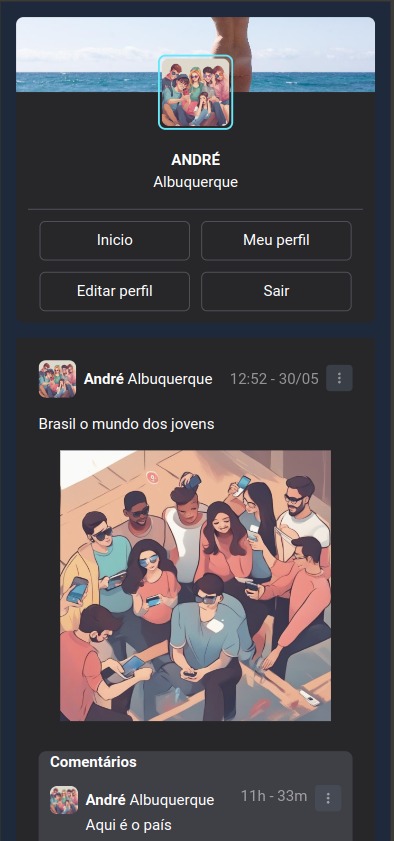 ANDRÉ
Albuquerque
Inicio
Meu perfil
Editar perfil
Sair
André Albuquerque 12:52 - 30/05
Brasil o mundo dos jovens
Comentários
André Albuquerque 11h - 33m
Aqui é o país